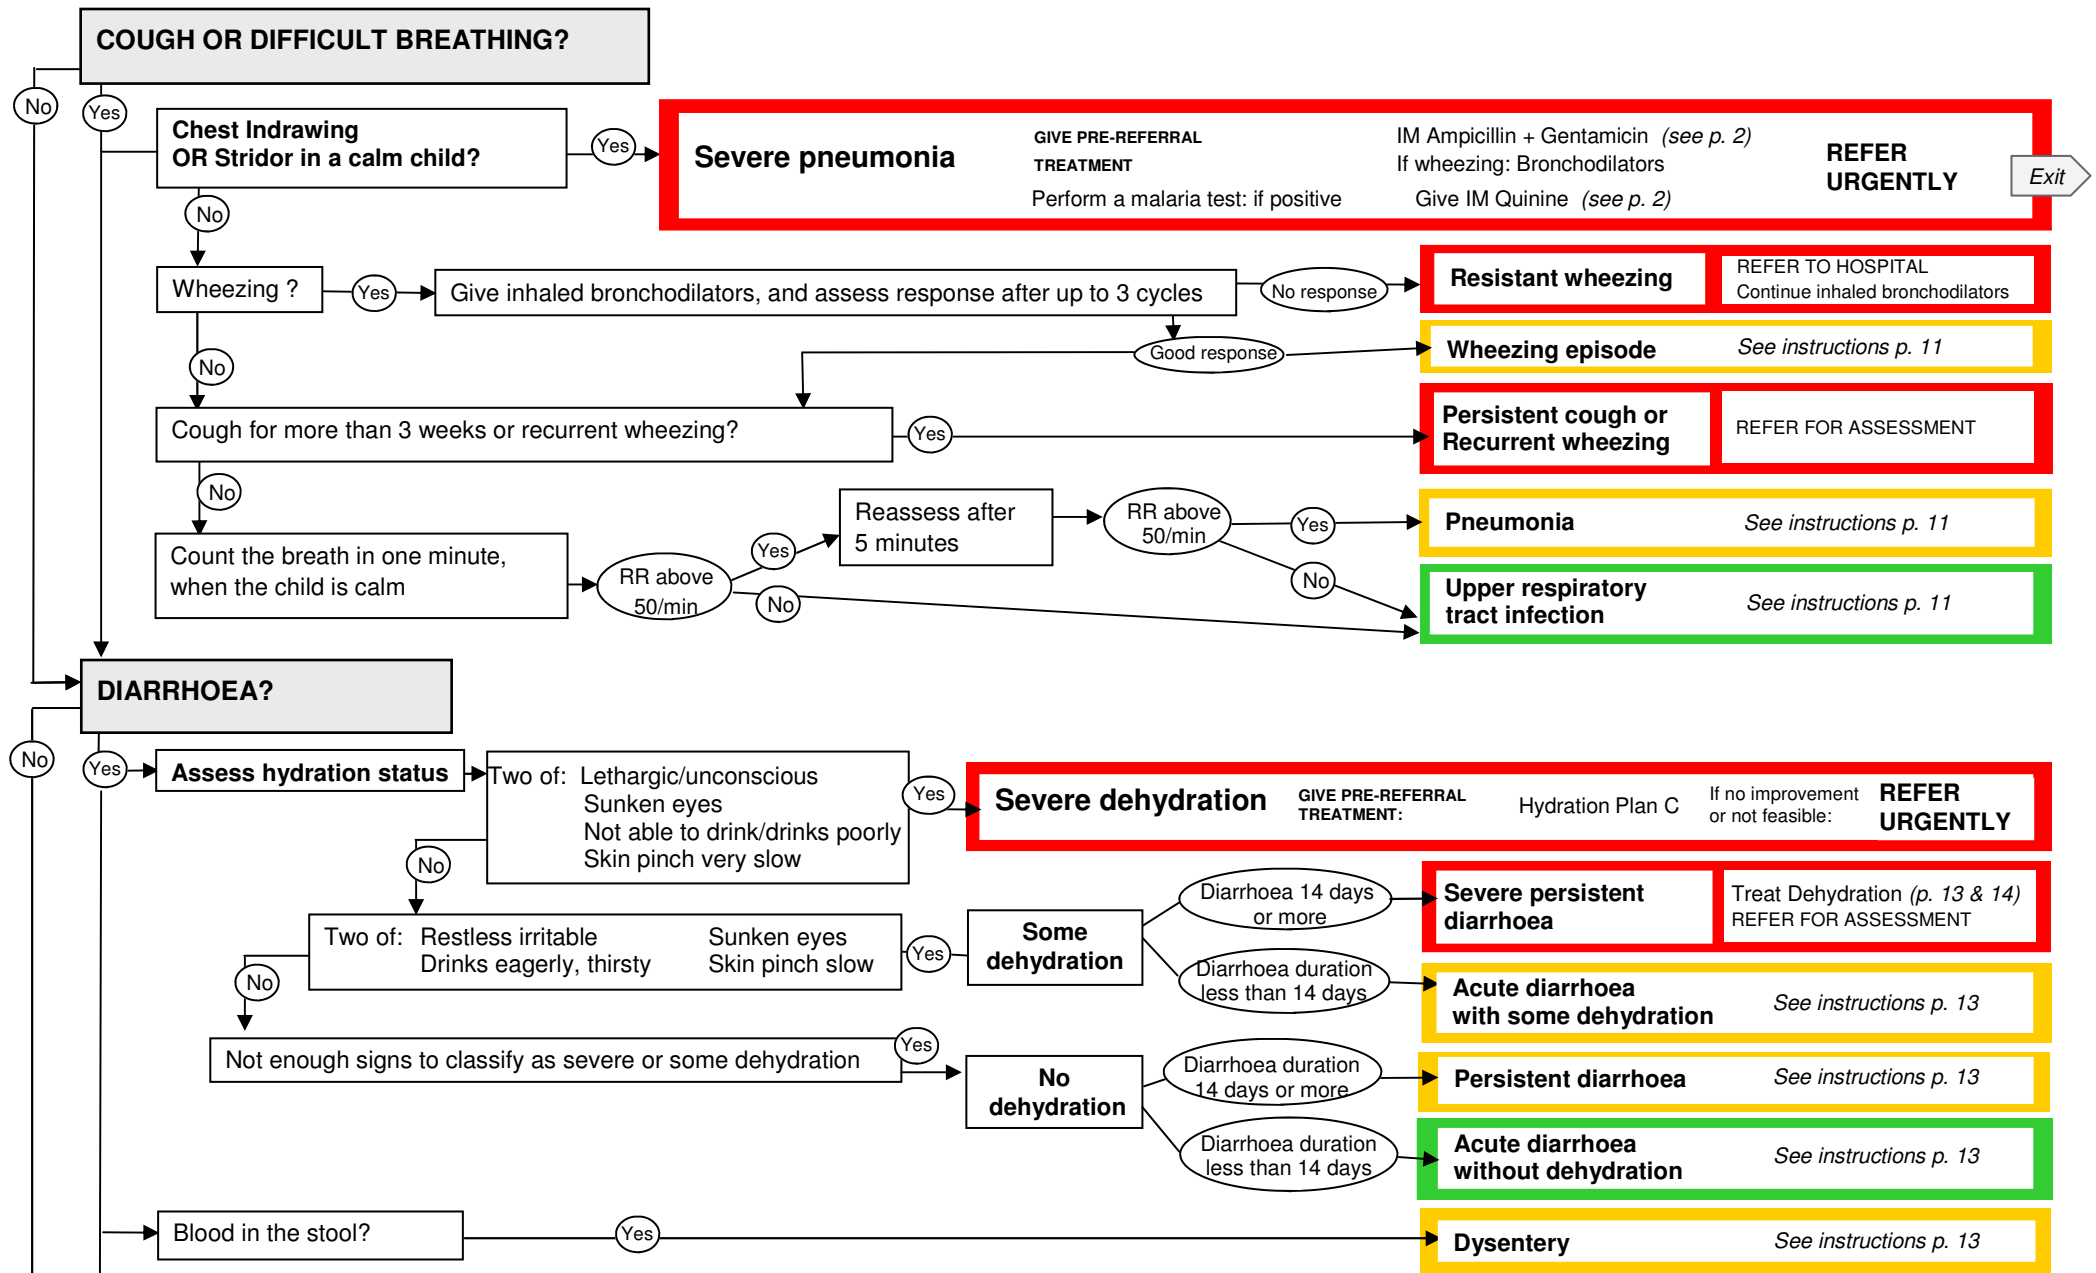 COUGH OR DIFFICULT BREATHING?
No
Yes
Chest Indrawing
OR Stridor in a calm child?
Yes
Severe pneumonia
GIVE PRE-REFERRAL
TREATMENT
IM Ampicillin + Gentamicin (see p. 2)
If wheezing: Bronchodilators
Perform a malaria test: if positive
Give IM Quinine (see p. 2)
REFER
URGENTLY
Exit
No
Wheezing ?
Yes
Give inhaled bronchodilators, and assess response after up to 3 cycles
No response
Resistant wheezing
REFER TO HOSPITAL
Continue inhaled bronchodilators
Good response
Wheezing episode
See instructions p. 11
No
Cough for more than 3 weeks or recurrent wheezing?
Yes
Persistent cough or
Recurrent wheezing
REFER FOR ASSESSMENT
No
Count the breath in one minute,
when the child is calm
RR above
50/min
Yes
No
Reassess after
5 minutes
RR above
50/min
Yes
No
Pneumonia
See instructions p. 11
Upper respiratory
tract infection
See instructions p. 11
DIARRHOEA?
No
Yes
Assess hydration status
Two of: Lethargic/unconscious
Sunken eyes
Not able to drink/drinks poorly
Skin pinch very slow
Yes
Severe dehydration
GIVE PRE-REFERRAL
TREATMENT:
Hydration Plan C
If no improvement
or not feasible:
REFER
URGENTLY
No
Two of: Restless irritable Sunken eyes
Drinks eagerly, thirsty Skin pinch slow
Yes
Some
dehydration
Diarrhoea 14 days
or more
Severe persistent
diarrhoea
Treat Dehydration (p. 13 & 14)
REFER FOR ASSESSMENT
Diarrhoea duration
less than 14 days
Acute diarrhoea
with some dehydration
See instructions p. 13
No
Not enough signs to classify as severe or some dehydration
Yes
No
dehydration
Diarrhoea duration
14 days or more
Persistent diarrhoea
See instructions p. 13
Diarrhoea duration
less than 14 days
Acute diarrhoea
without dehydration
See instructions p. 13
Blood in the stool?
Yes
Dysentery
See instructions p. 13